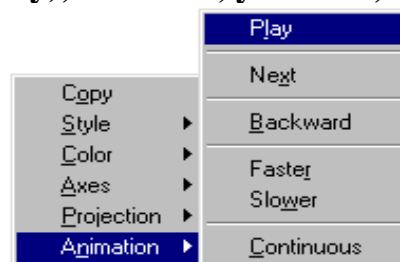 Play
Next
Backward
Faster
Slower
Continuous
Copy
Style
Color
Axes
Projection
Animation